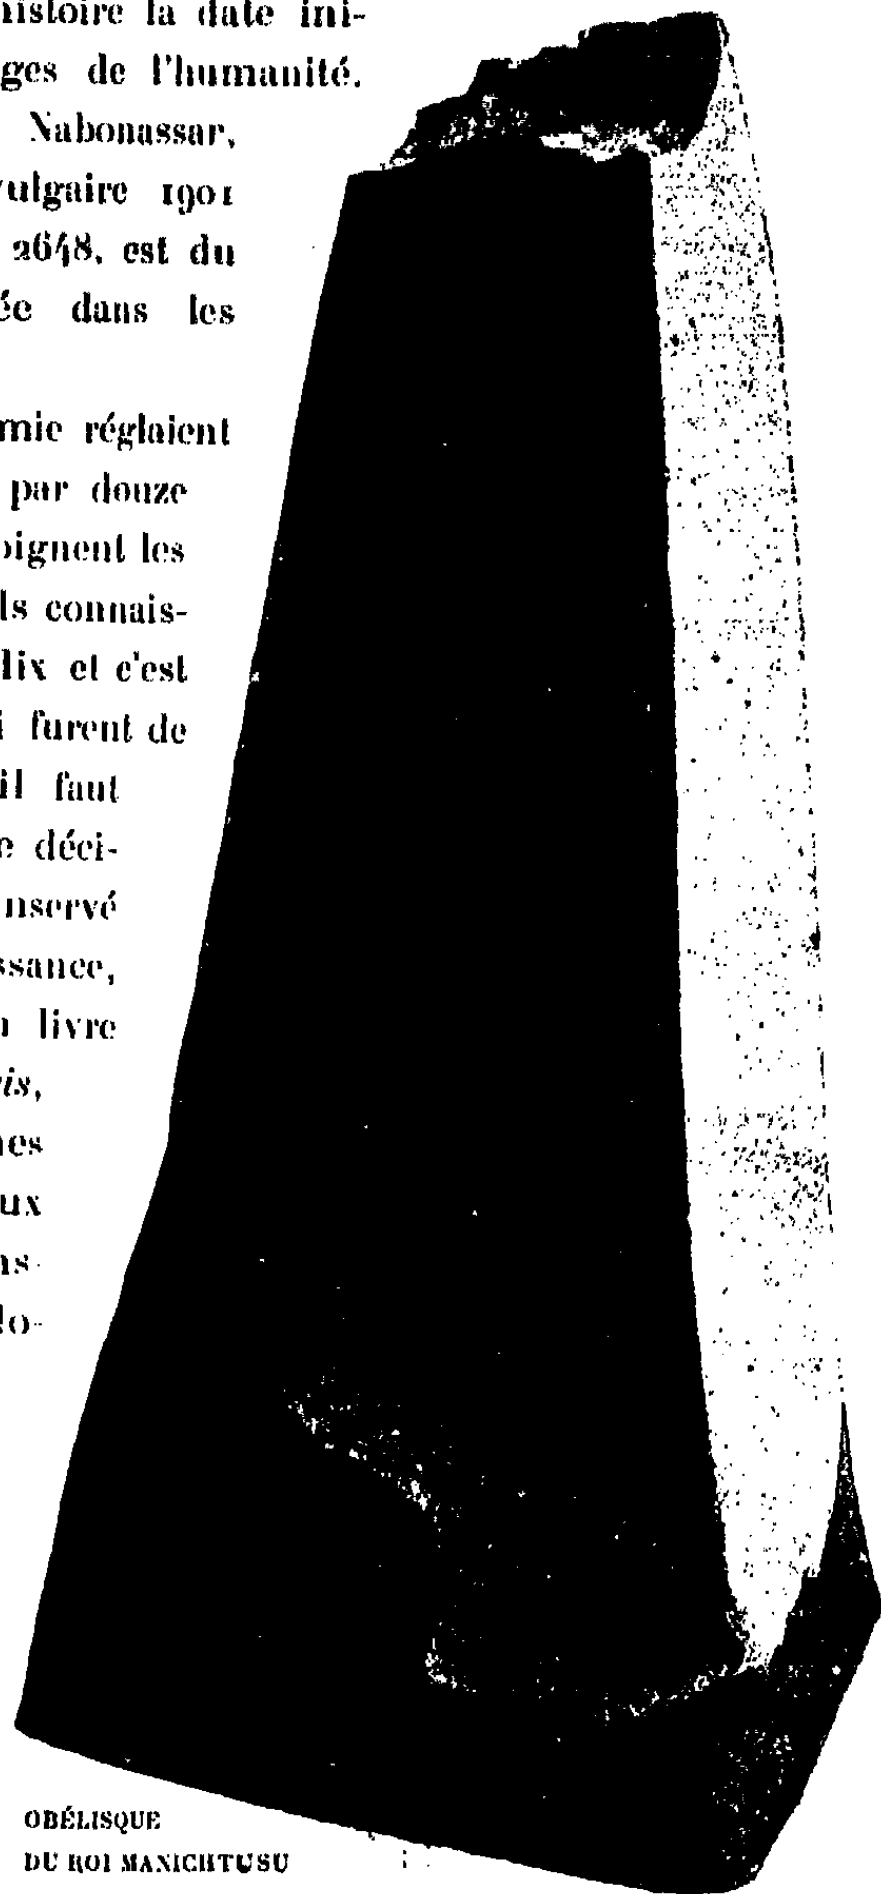 histoire la date ini-
ges de l'humanité.
Nabonassar,
vulgaire 1901
2648, est du
ée dans les
mie réglaient
par douze
oignent les
ls connais-
lix et c'est
i furent de
il faut
e déci-
nservé
ssance,
livre
is,
nes
ux
ns
lo-
OBÉLISQUE
DU ROI MANICHTUSU